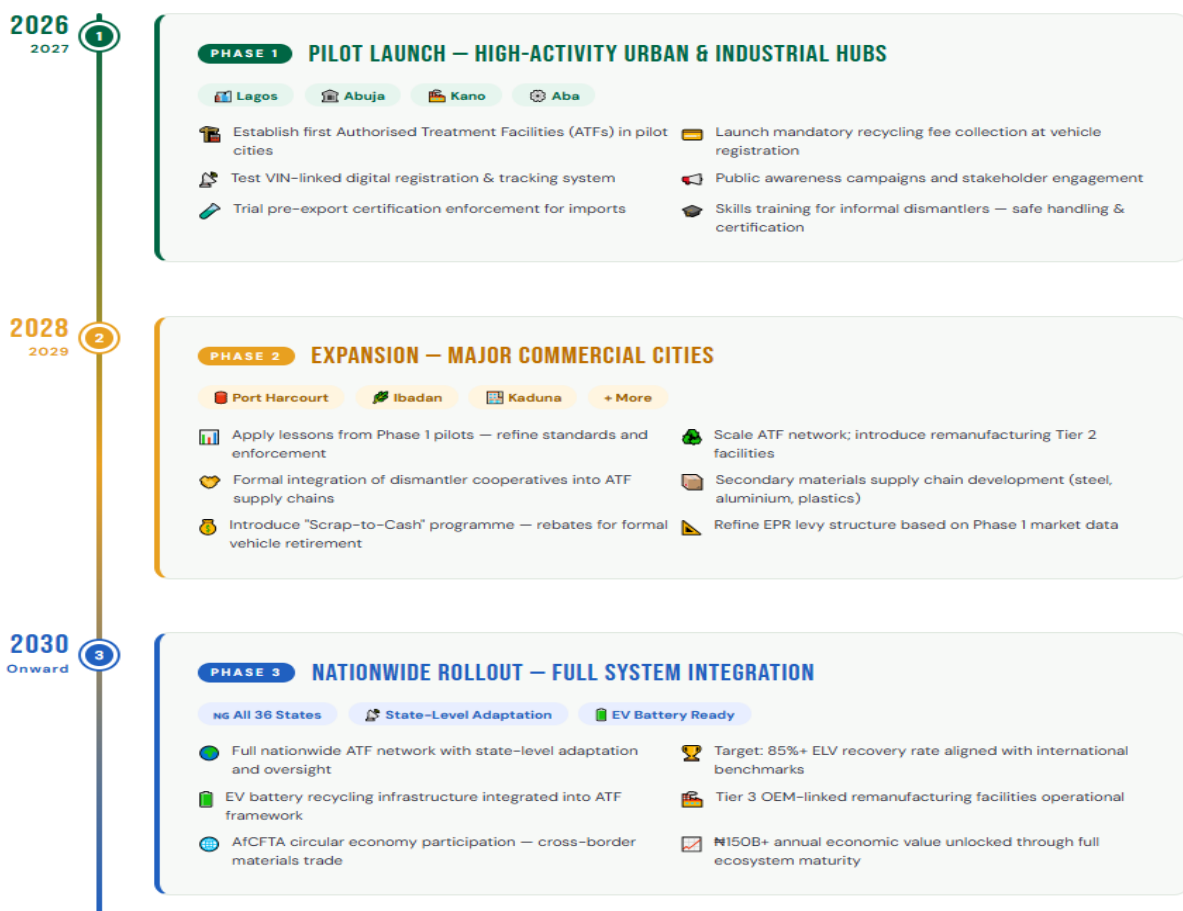 2026
2027
1
PHASE 1 PILOT LAUNCH — HIGH-ACTIVITY URBAN & INDUSTRIAL HUBS
Lagos Abuja Kano Aba
Establish first Authorised Treatment Facilities (ATFs) in pilot
cities
Launch mandatory recycling fee collection at vehicle
registration
Test VIN-linked digital registration & tracking system
Public awareness campaigns and stakeholder engagement
Trial pre-export certification enforcement for imports
Skills training for informal dismantlers — safe handling &
certification
2028
2029
2
PHASE 2 EXPANSION — MAJOR COMMERCIAL CITIES
Port Harcourt Ibadan Kaduna + More
Apply lessons from Phase 1 pilots — refine standards and
enforcement
Scale ATF network; introduce remanufacturing Tier 2
facilities
Formal integration of dismantler cooperatives into ATF
supply chains
Secondary materials supply chain development (steel,
aluminium, plastics)
Introduce "Scrap-to-Cash" programme — rebates for formal
vehicle retirement
Refine EPR levy structure based on Phase 1 market data
2030
Onward
3
PHASE 3 NATIONWIDE ROLLOUT — FULL SYSTEM INTEGRATION
NG All 36 States State-Level Adaptation EV Battery Ready
Full nationwide ATF network with state-level adaptation
and oversight
Target: 85%+ ELV recovery rate aligned with international
benchmarks
EV battery recycling infrastructure integrated into ATF
framework
Tier 3 OEM-linked remanufacturing facilities operational
AfCFTA circular economy participation — cross-border
materials trade
₦150B+ annual economic value unlocked through full
ecosystem maturity